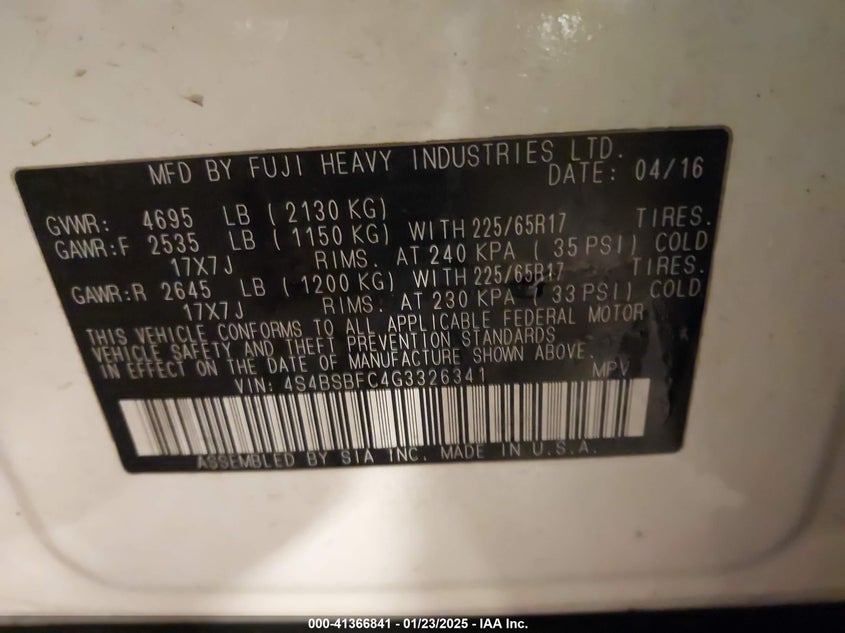 MFD BY FUJI HEAVY INDUSTRIES LTD.
DATE: 04/16
GVWR: 4695 LB ( 2130 KG)
GAWR:F 2535 LB ( 1150 KG) WITH 225/65R17 TIRES.
17X7J RIMS. AT 240 KPA ( 35 PSI) COLD
GAWR:R 2645 LB ( 1200 KG) WITH 225/65R17 TIRES.
17X7J RIMS. AT 230 KPA ( 33 PSI) COLD
THIS VEHICLE CONFORMS TO ALL APPLICABLE FEDERAL MOTOR
VEHICLE SAFETY AND THEFT PREVENTION STANDARDS
IN EFFECT ON THE DATE OF MANUFACTURE SHOWN ABOVE.
VIN: 4S4BSBFC4G3326341 MPV
ASSEMBLED BY SIA INC. MADE IN U.S.A.
000-41366841 - 01/23/2025 - IAA Inc.